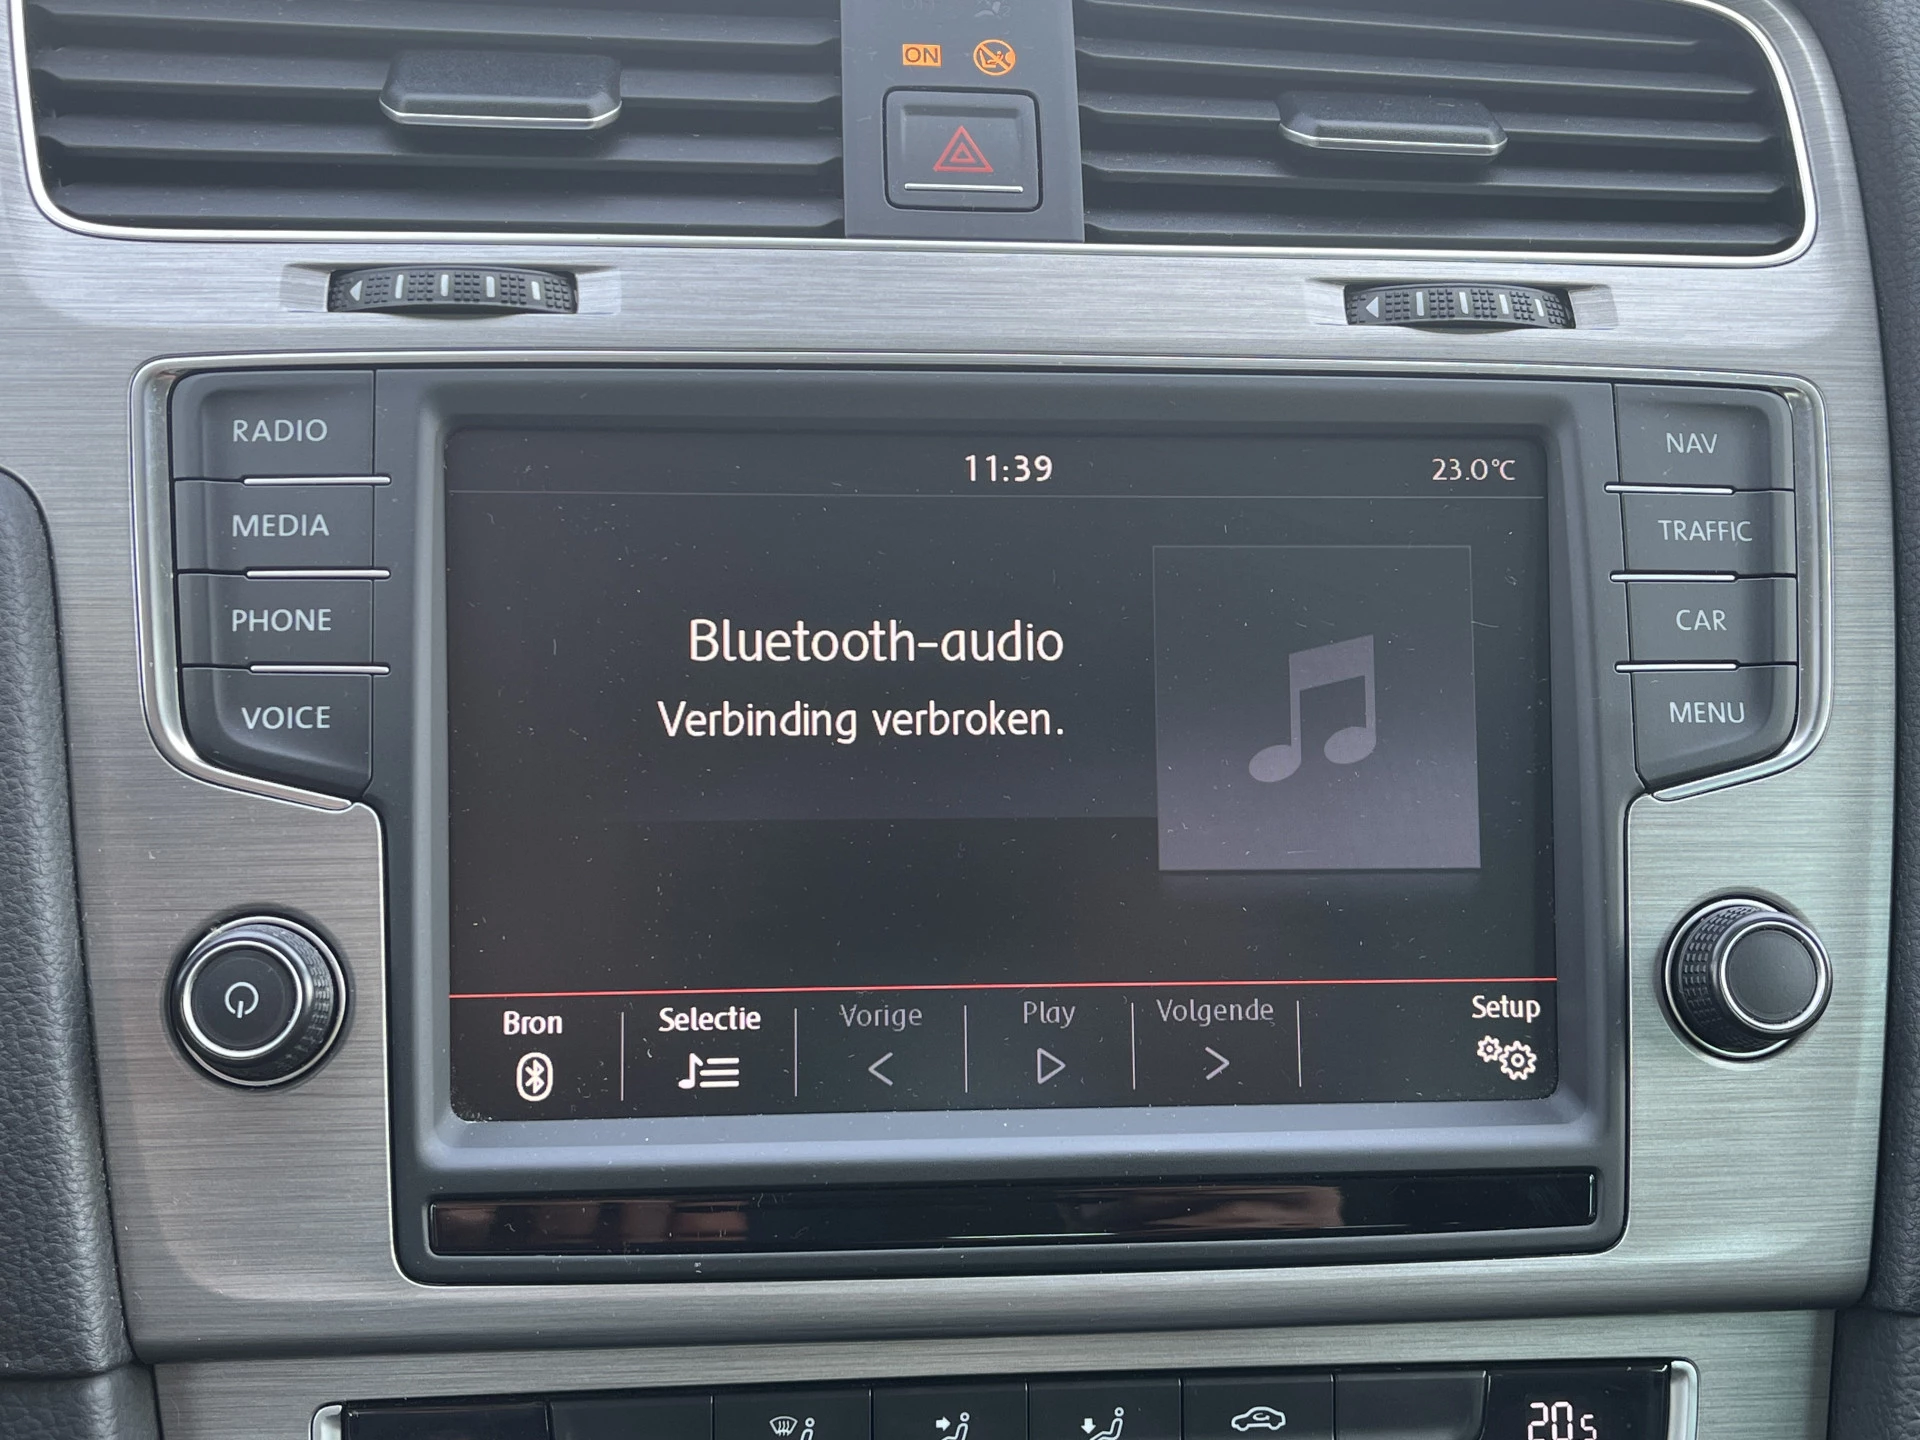 ON
RADIO
MEDIA
PHONE
VOICE
11:39
23.0°C
Bluetooth-audio
Verbinding verbroken.
Bron
Selectie
Vorige
Play
Volgende
Setup
NAV
TRAFFIC
CAR
MENU
20.5